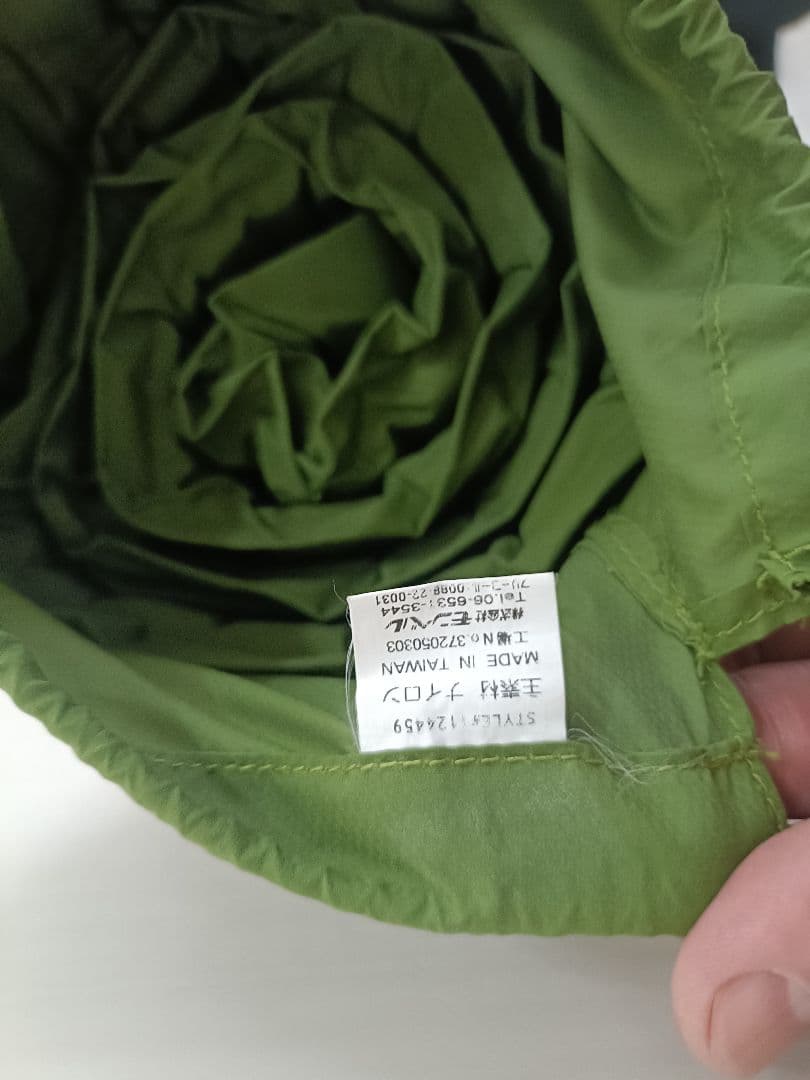 STYLE#1124459
主素材 ナイロン
MADE IN TAIWAN
工場No.372050303
株式会社モンベル
Tel.06-6531-3544
フリーコール.0088-22-0031